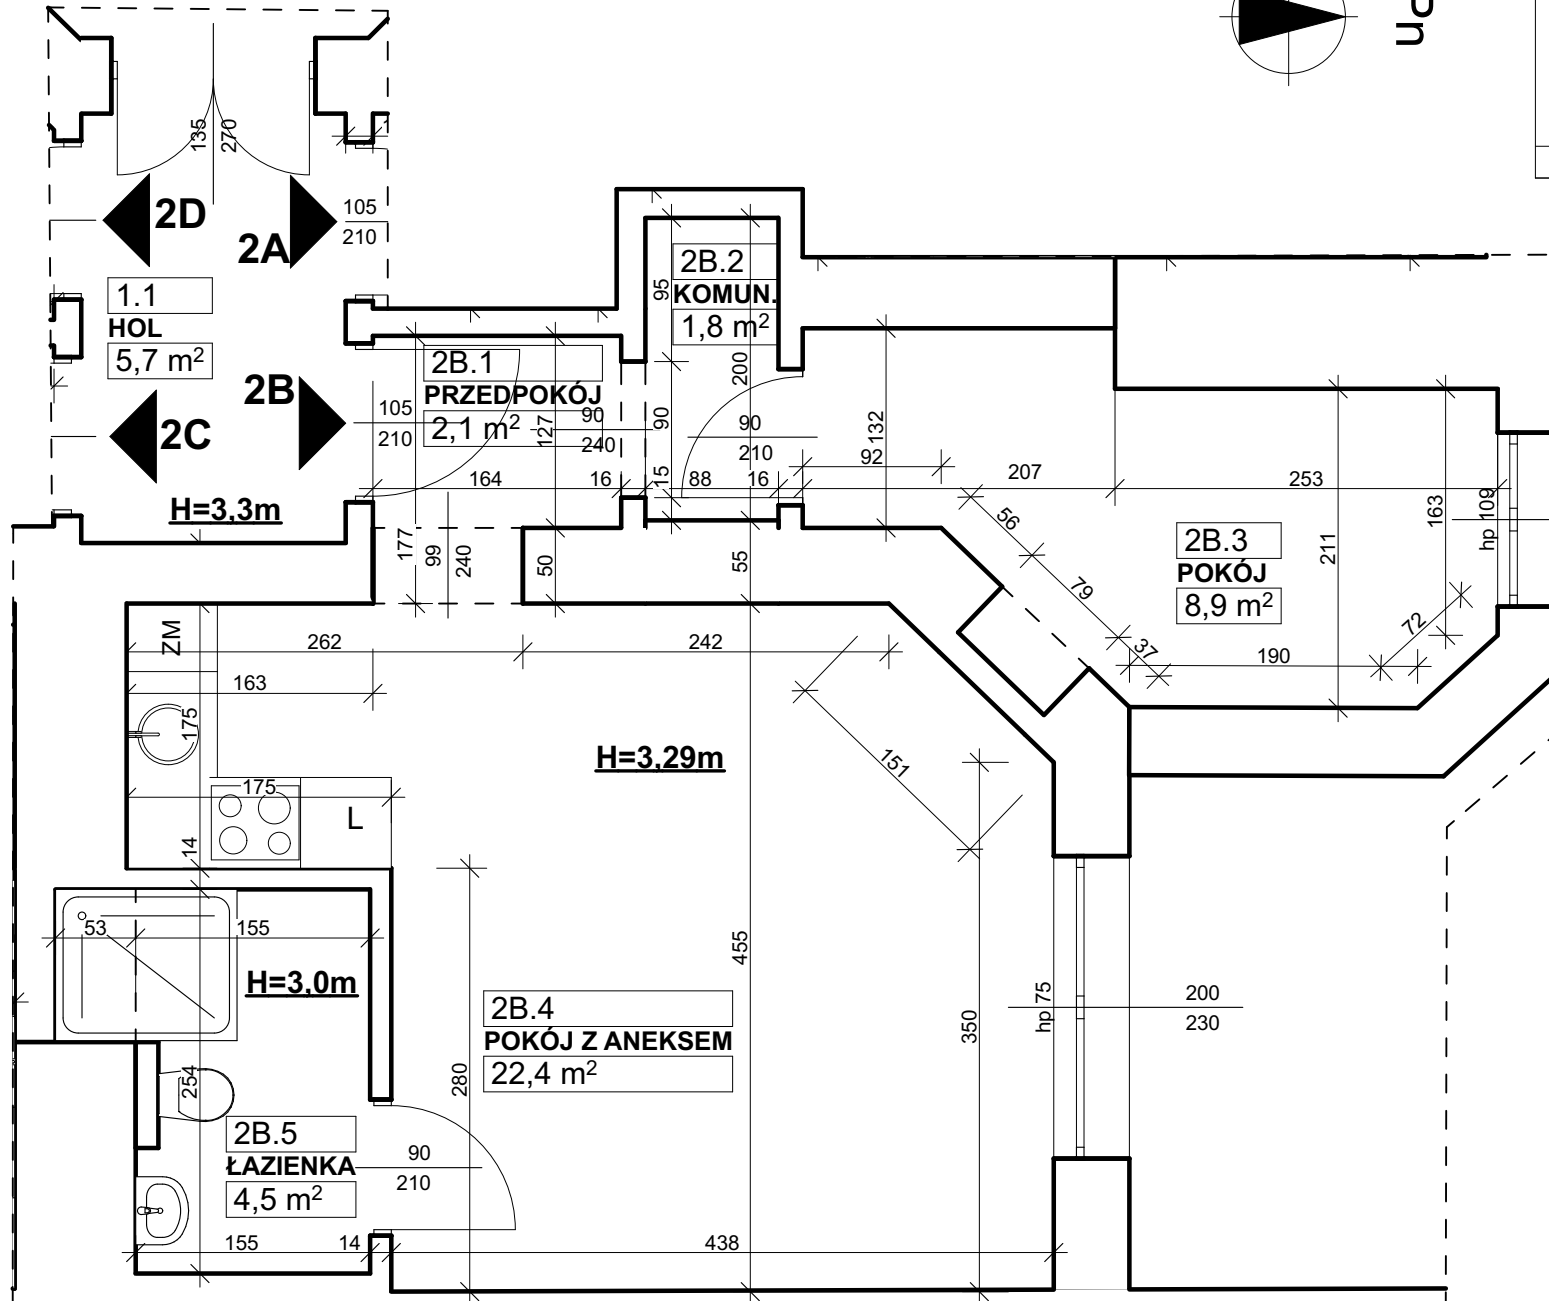 Pn
135
270
2D
2A
105
210
1.1
HOL
5,7 m²
2B
2C
H=3,3m
2B.2
KOMUN.
1,8 m²
95
200
90
15
2B.1
PRZEDPOKÓJ
2,1 m²
105
210
127
90
240
90
210
132
92
164
16
88
16
207
253
163
hp 109
177
99
240
50
55
56
79
37
211
2B.3
POKÓJ
8,9 m²
72
190
ZM
262
242
163
175
175
L
14
H=3,29m
151
53
155
H=3,0m
455
350
hp 75
200
230
2B.4
POKÓJ Z ANEKSEM
22,4 m²
280
254
2B.5
ŁAZIENKA
4,5 m²
90
210
155
14
438